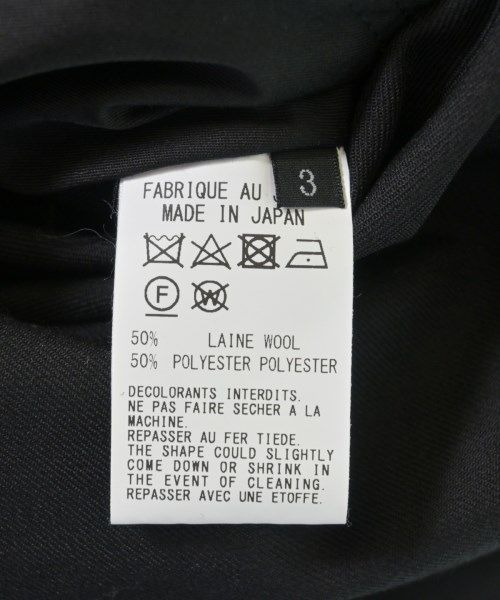 3
FABRIQUE AU
MADE IN JAPAN
F W
50% LAINE WOOL
50% POLYESTER POLYESTER
DECOLORANTS INTERDITS.
NE PAS FAIRE SECHER A LA
MACHINE.
REPASSER AU FER TIEDE.
THE SHAPE COULD SLIGHTLY
COME DOWN OR SHRINK IN
THE EVENT OF CLEANING.
REPASSER AVEC UNE ETOFFE.